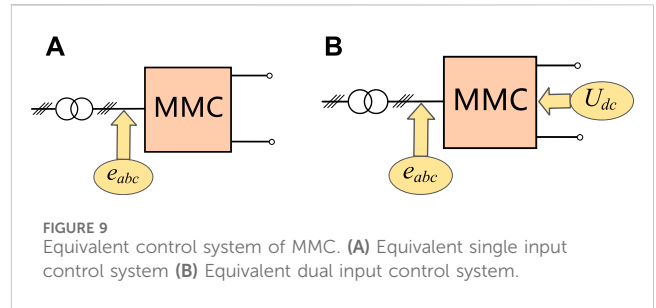 A
B
MMC
MMC
U_dc
e_abc
e_abc
FIGURE 9
Equivalent control system of MMC. (A) Equivalent single input
control system (B) Equivalent dual input control system.